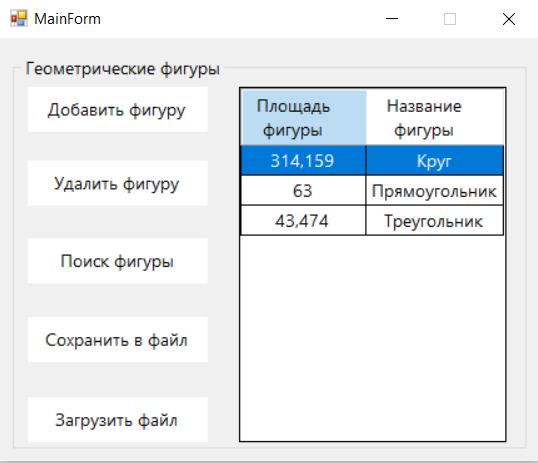 MainForm
Геометрические фигуры
Добавить фигуру
Удалить фигуру
Поиск фигуры
Сохранить в файл
Загрузить файл
Площадь фигуры Название фигуры
314,159 Круг
63 Прямоугольник
43,474 Треугольник